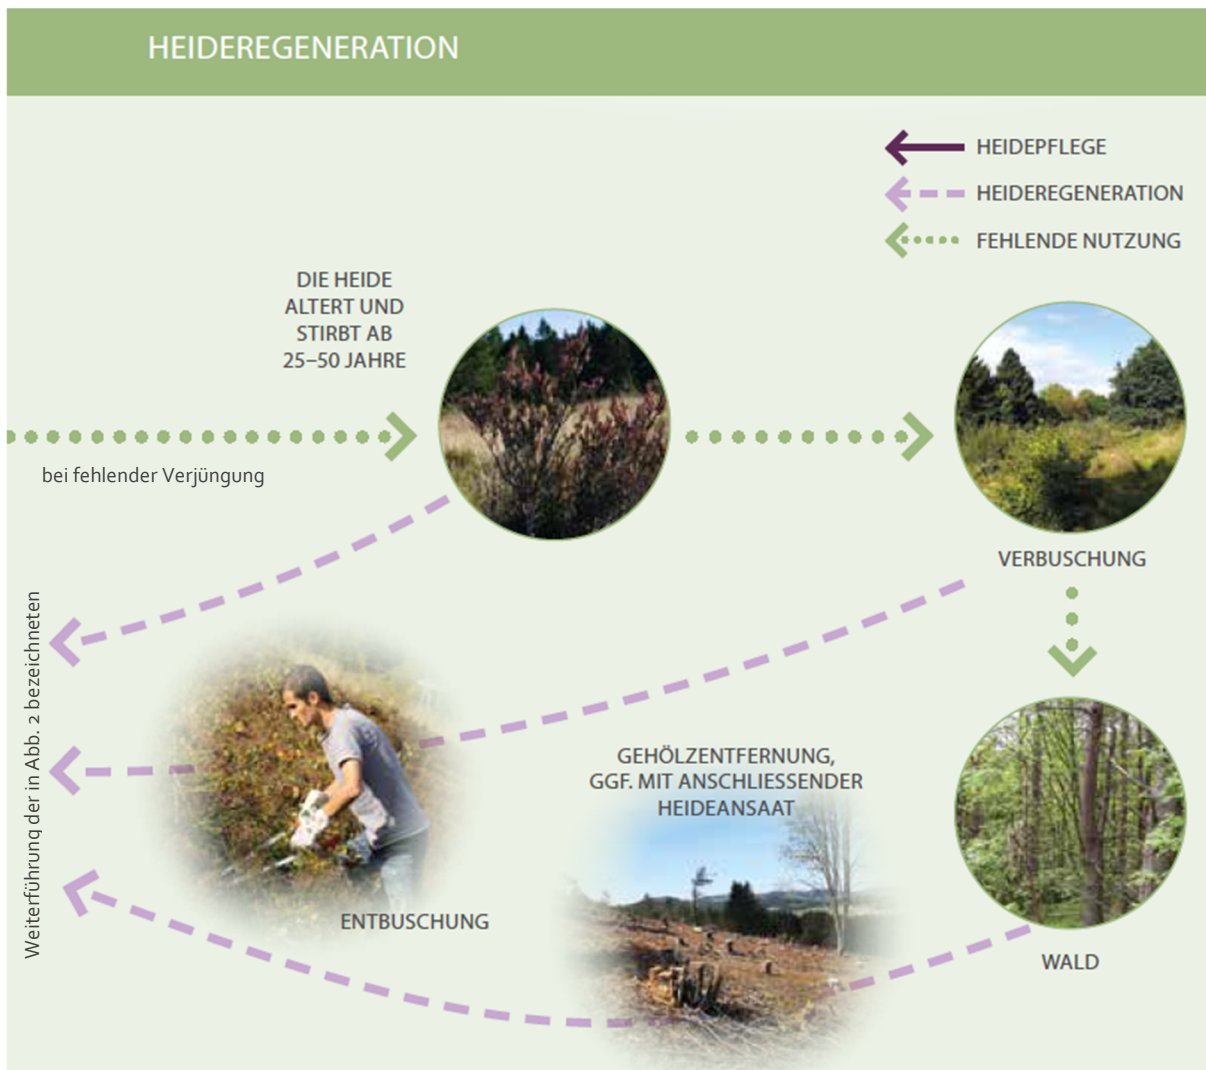 HEIDEREGENERATION
HEIDEPFLEGE
HEIDEREGENERATION
FEHLENDE NUTZUNG
DIE HEIDE
ALTERT UND
STIRBT AB
25–50 JAHRE
bei fehlender Verjüngung
VERBUSCHUNG
Weiterführung der in Abb. 2 bezeichneten
GEHÖLZENTFERNUNG,
GGF. MIT ANSCHLIESSENDER
HEIDEANSAAT
ENTBUSCHUNG
WALD